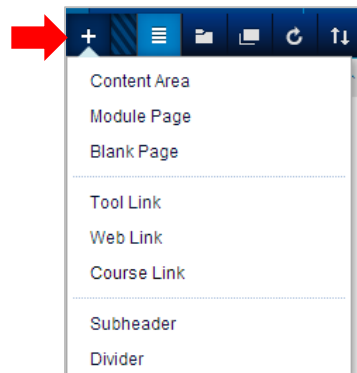 Content Area
Module Page
Blank Page
Tool Link
Web Link
Course Link
Subheader
Divider